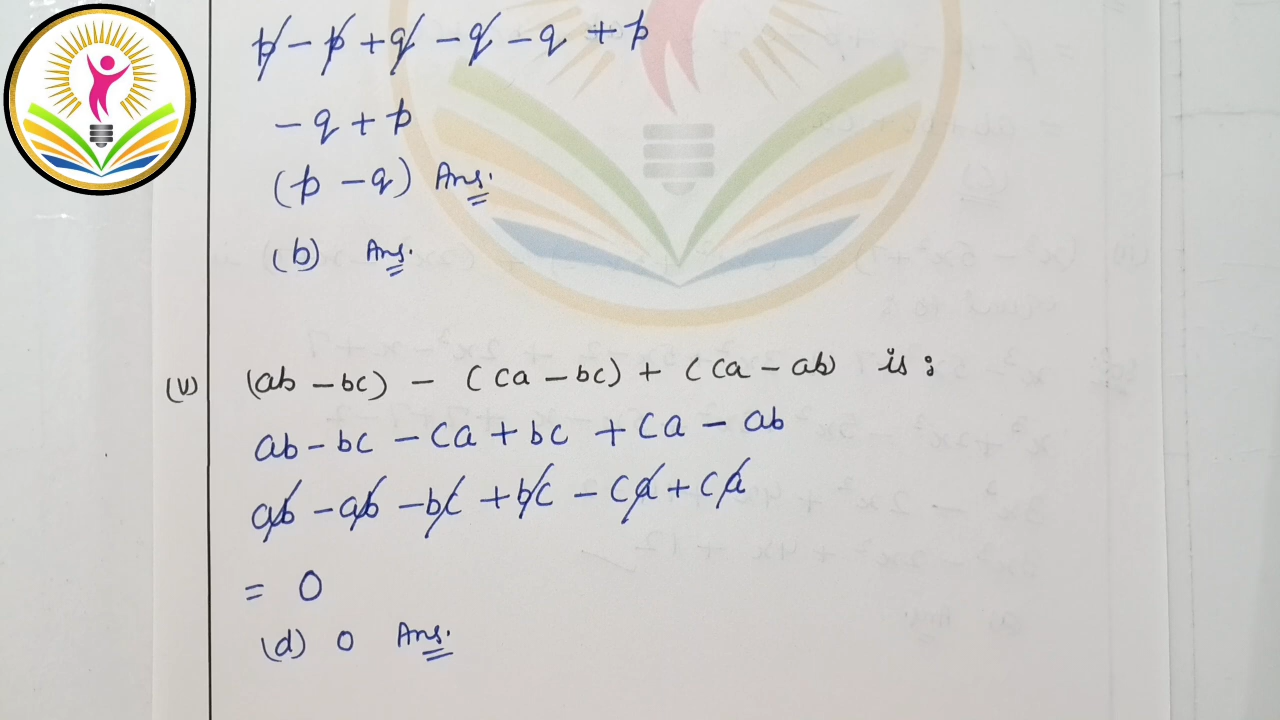 p - p + q - q - q + p
- q + p
(p - q) Ans.
(b) Ans.
(v) (ab - bc) - (ca - bc) + (ca - ab) is :
ab - bc - ca + bc + ca - ab
ab - ab - bc + bc - ca + ca
= 0
(d) 0 Ans.